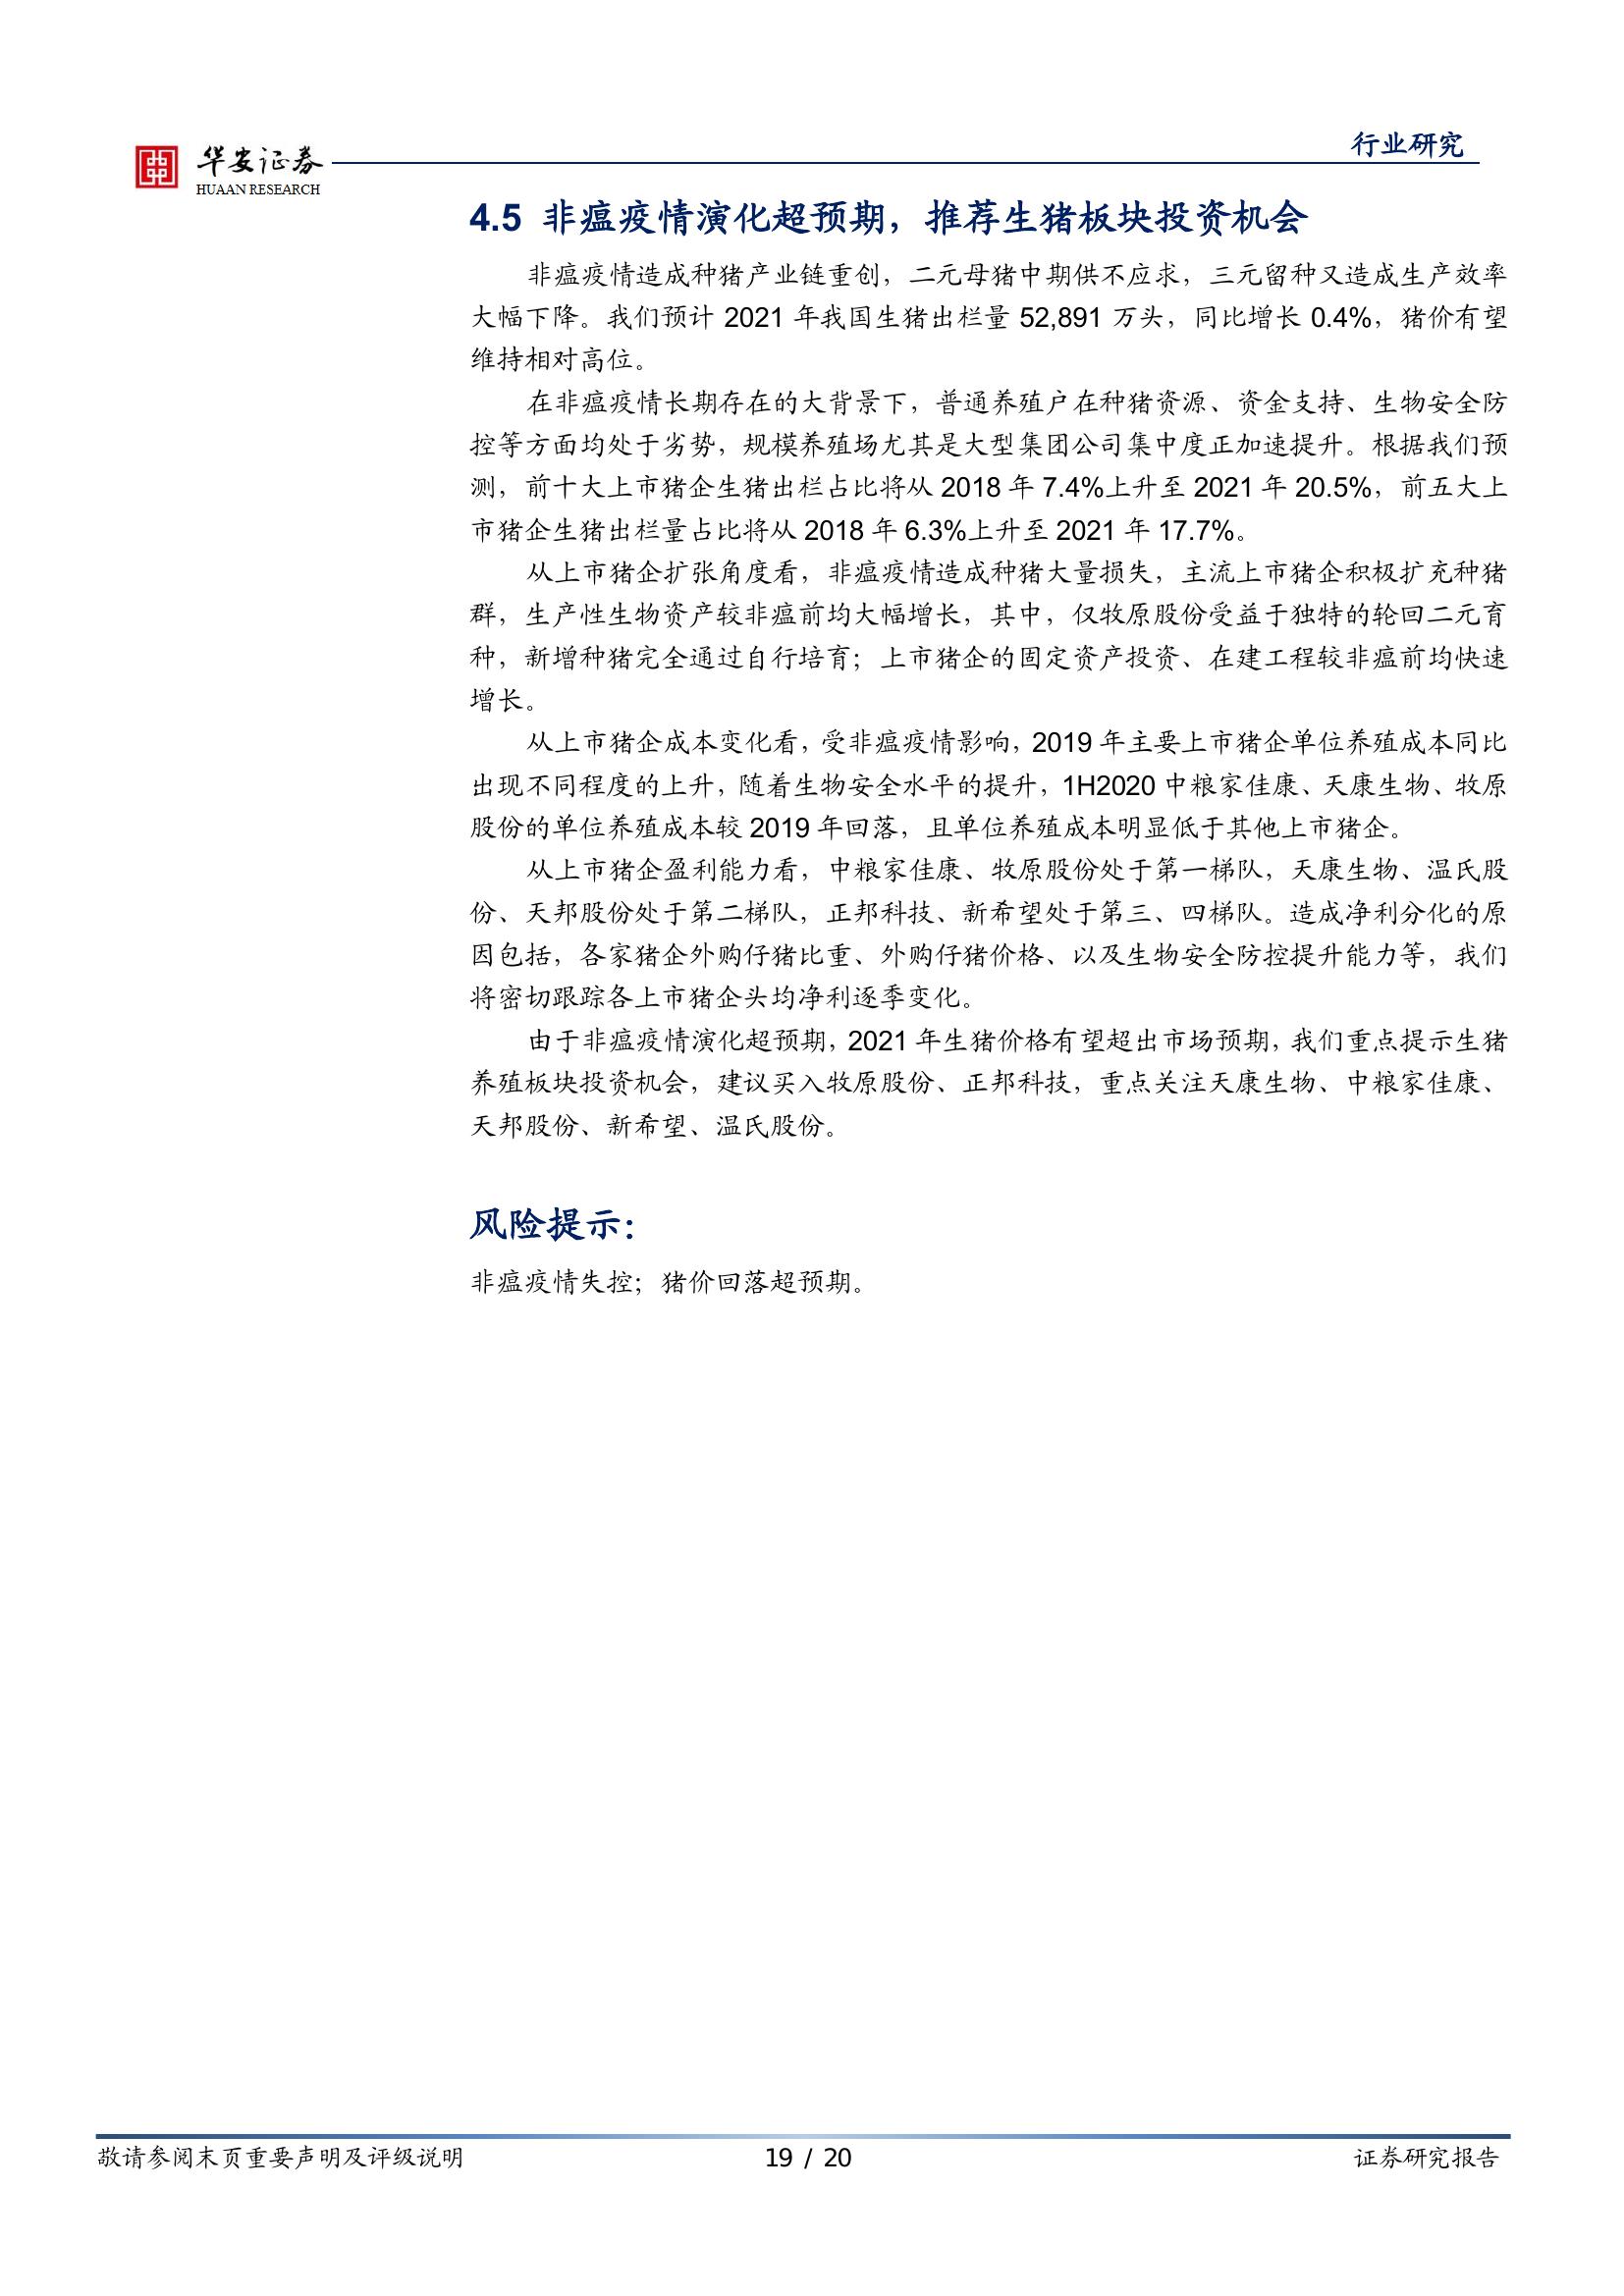 华安证券
HUAAN RESEARCH
行业研究
4.5 非瘟疫情演化超预期，推荐生猪板块投资机会
非瘟疫情造成种猪产业链重创，二元母猪中期供不应求，三元留种又造成生产效率
大幅下降。我们预计 2021 年我国生猪出栏量 52,891 万头，同比增长 0.4%，猪价有望
维持相对高位。
在非瘟疫情长期存在的大背景下，普通养殖户在种猪资源、资金支持、生物安全防
控等方面均处于劣势，规模养殖场尤其是大型集团公司集中度正加速提升。根据我们预
测，前十大上市猪企生猪出栏占比将从 2018 年 7.4%上升至 2021 年 20.5%，前五大上
市猪企生猪出栏量占比将从 2018 年 6.3%上升至 2021 年 17.7%。
从上市猪企扩张角度看，非瘟疫情造成种猪大量损失，主流上市猪企积极扩充种猪
群，生产性生物资产较非瘟前均大幅增长，其中，仅牧原股份受益于独特的轮回二元育
种，新增种猪完全通过自行培育；上市猪企的固定资产投资、在建工程较非瘟前均快速
增长。
从上市猪企成本变化看，受非瘟疫情影响，2019 年主要上市猪企单位养殖成本同比
出现不同程度的上升，随着生物安全水平的提升，1H2020 中粮家佳康、天康生物、牧原
股份的单位养殖成本较 2019 年回落，且单位养殖成本明显低于其他上市猪企。
从上市猪企盈利能力看，中粮家佳康、牧原股份处于第一梯队，天康生物、温氏股
份、天邦股份处于第二梯队，正邦科技、新希望处于第三、四梯队。造成净利分化的原
因包括，各家猪企外购仔猪比重、外购仔猪价格、以及生物安全防控提升能力等，我们
将密切跟踪各上市猪企头均净利逐季变化。
由于非瘟疫情演化超预期，2021 年生猪价格有望超出市场预期，我们重点提示生猪
养殖板块投资机会，建议买入牧原股份、正邦科技，重点关注天康生物、中粮家佳康、
天邦股份、新希望、温氏股份。
风险提示：
非瘟疫情失控；猪价回落超预期。
敬请参阅末页重要声明及评级说明
19 / 20
证券研究报告